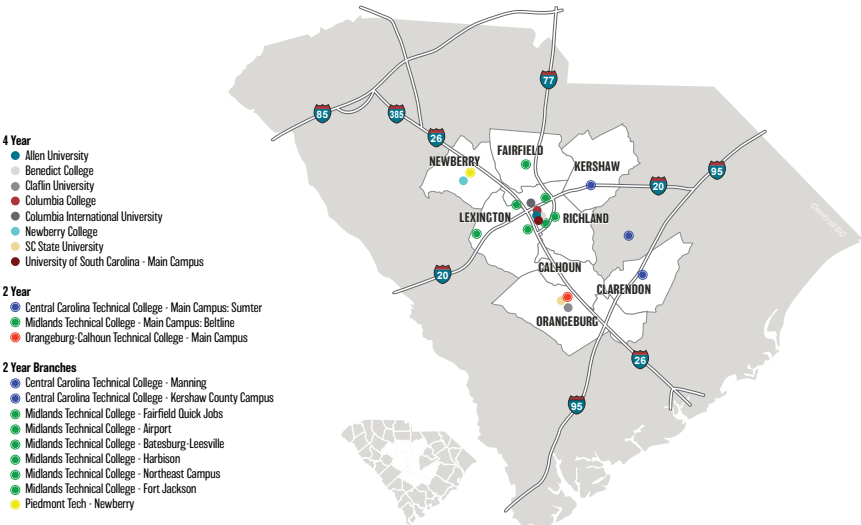 4 Year
Allen University
Benedict College
Claflin University
Columbia College
Columbia International University
Newberry College
SC State University
University of South Carolina - Main Campus
2 Year
Central Carolina Technical College - Main Campus: Sumter
Midlands Technical College - Main Campus: Beltline
Orangeburg-Calhoun Technical College - Main Campus
2 Year Branches
Central Carolina Technical College - Manning
Central Carolina Technical College - Kershaw County Campus
Midlands Technical College - Fairfield Quick Jobs
Midlands Technical College - Airport
Midlands Technical College - Batesburg-Leesville
Midlands Technical College - Harbison
Midlands Technical College - Northeast Campus
Midlands Technical College - Fort Jackson
Piedmont Tech - Newberry
77
85
385
26
FAIRFIELD
NEWBERRY
KERSHAW
95
20
LEXINGTON
RICHLAND
Central SC
CALHOUN
20
CLARENDON
ORANGEBURG
26
95